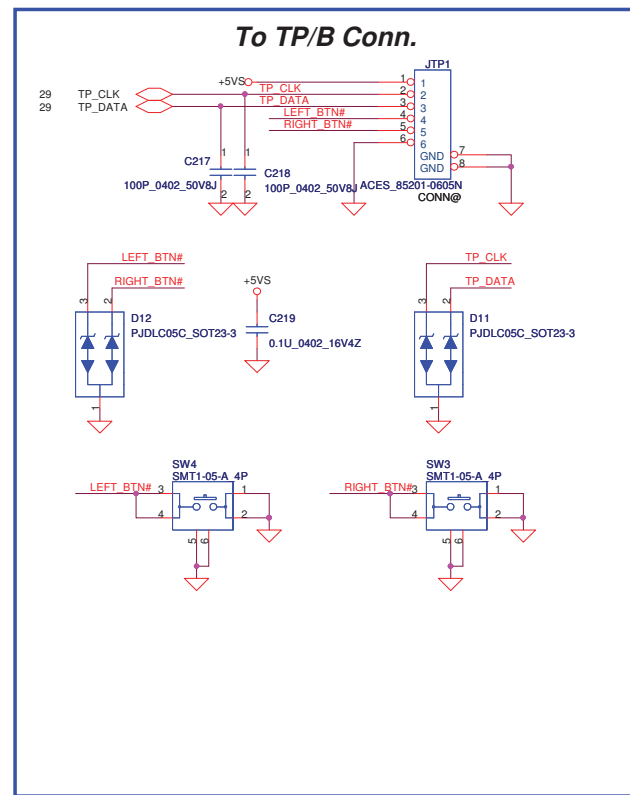 To TP/B Conn.
JTP1
+5VS
1 1
29 TP_CLK TP_CLK 2 2
29 TP_DATA TP_DATA 3 3
LEFT_BTN# 4 4
RIGHT_BTN# 5 5
6 6
GND 7
GND 8
1 1
C217 C218
100P_0402_50V8J 100P_0402_50V8J ACES_85201-0605N
2 2 CONN@
LEFT_BTN# TP_CLK
RIGHT_BTN# +5VS TP_DATA
3 2 3 2
D12 C219 D11
PJDLC05C_SOT23-3 PJDLC05C_SOT23-3
0.1U_0402_16V4Z
1 1
SW4 SW3
SMT1-05-A_4P SMT1-05-A_4P
LEFT_BTN# 3 1 RIGHT_BTN# 3 1
4 2 4 2
5 6 5 6